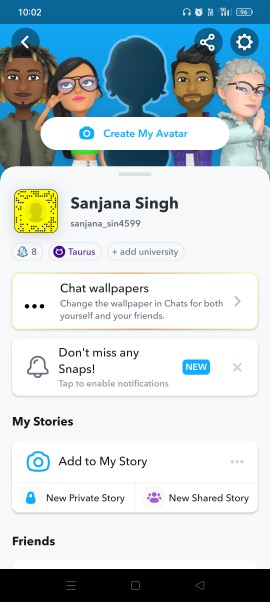 10:02
96
Create My Avatar
Sanjana Singh
sanjana_sin4599
8
Taurus
+ add university
Chat wallpapers
Change the wallpaper in Chats for both
yourself and your friends.
Don't miss any
Snaps!
NEW
Tap to enable notifications
My Stories
Add to My Story
New Private Story
New Shared Story
Friends